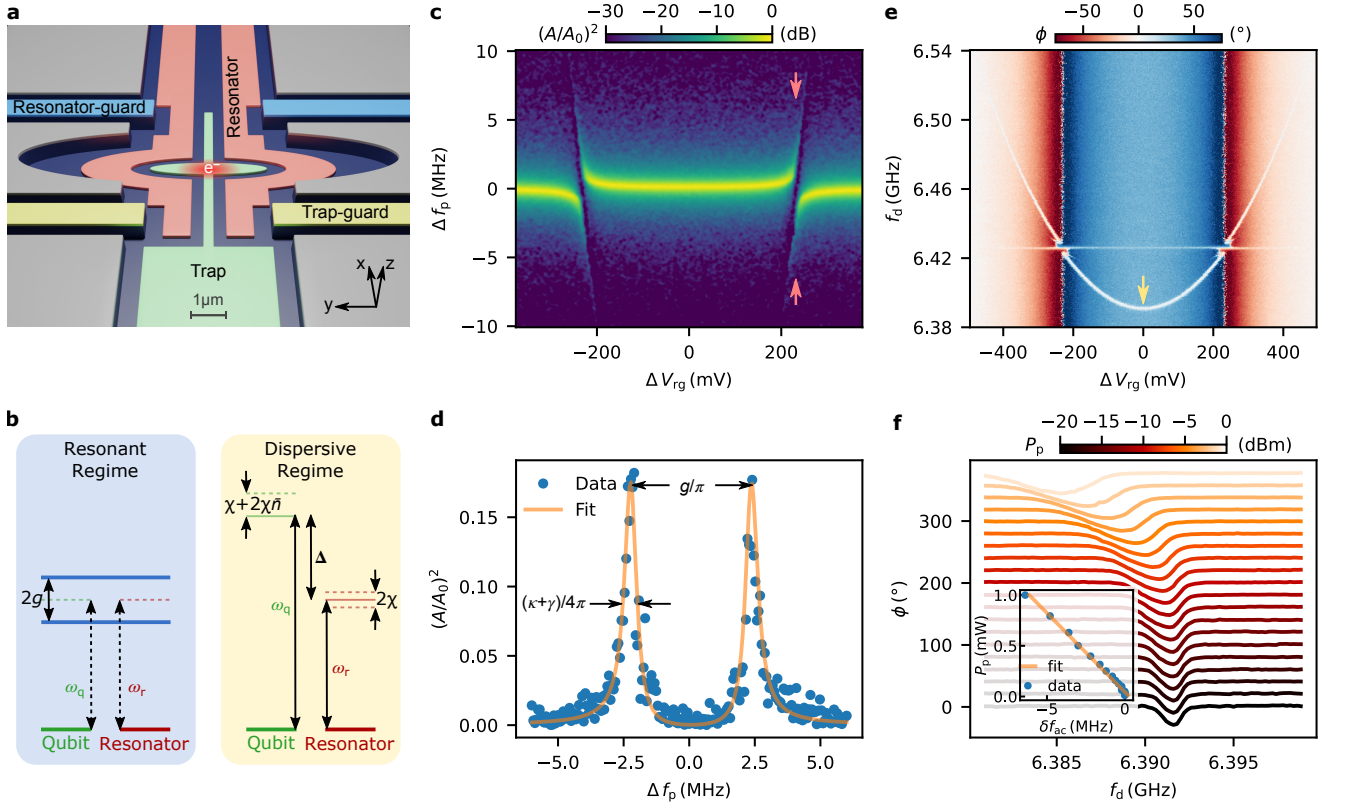 a
Resonator-guard
Resonator
e⁻
Trap-guard
Trap
1μm
x
z
y
b
Resonant
Regime
2g
ω_q
ω_r
Qubit
Resonator
Dispersive
Regime
χ+2χn̄
Δ
2χ
ω_q
ω_r
Qubit
Resonator
c
−30 −20 −10 0
(A/A₀)² (dB)
10
5
0
−5
−10
Δf_p (MHz)
−200 0 200
ΔV_rg (mV)
d
Data
Fit
g/π
(κ+γ)/4π
0.15
0.10
0.05
0.00
(A/A₀)²
−5.0 −2.5 0.0 2.5 5.0
Δf_p (MHz)
e
−50 0 50
ϕ (°)
6.54
6.50
6.46
6.42
6.38
f_d (GHz)
−400 −200 0 200 400
ΔV_rg (mV)
f
−20 −15 −10 −5 0
P_p (dBm)
300
200
100
0
ϕ (°)
1.0
0.5
0.0
P_p (mW)
fit
data
−5 0
δf_ac (MHz)
6.385 6.390 6.395
f_d (GHz)